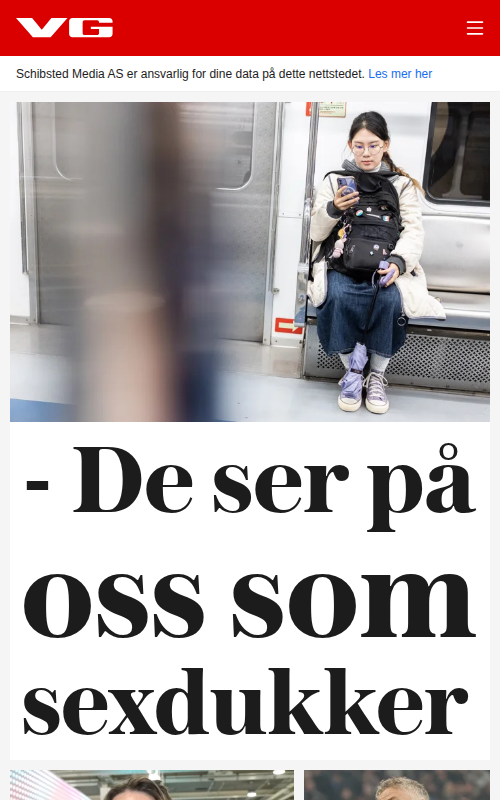 VG
Schibsted Media AS er ansvarlig for dine data på dette nettstedet. Les mer her
- De ser på
oss som
sexdukker